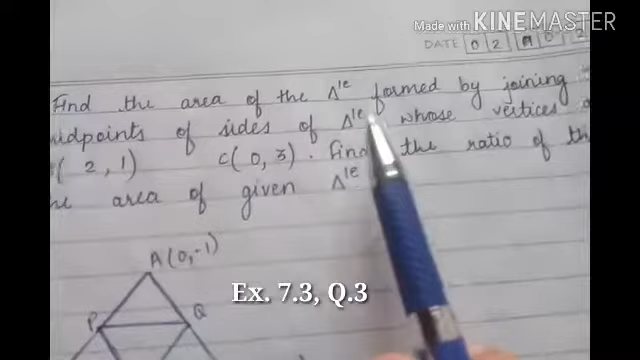 Made with KINEMASTER
DATE 0 2
Find the area of the Δle formed by joining
midpoints of sides of Δle whose vertices
(2,1) C(0,3). Find the ratio of
area of given Δle
A(0,-1)
Ex. 7.3, Q.3
P Q